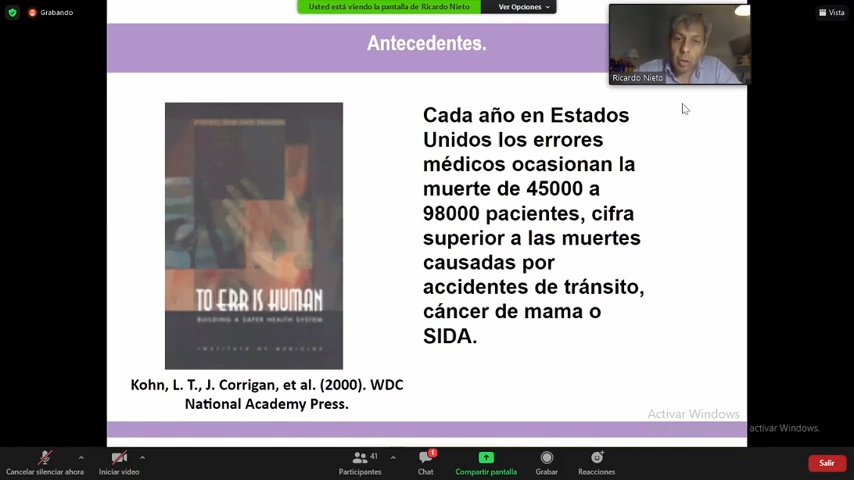 Grabando
Usted está viendo la pantalla de Ricardo Nieto
Ver Opciones
Vista
Antecedentes.
Ricardo Nieto
Cada año en Estados
Unidos los errores
médicos ocasionan la
muerte de 45000 a
98000 pacientes, cifra
superior a las muertes
causadas por
accidentes de tránsito,
cáncer de mama o
SIDA.
TO ERR IS HUMAN
BUILDING A SAFER HEALTH SYSTEM
INSTITUTE OF MEDICINE
Kohn, L. T., J. Corrigan, et al. (2000). WDC
National Academy Press.
Activar Windows
activar Windows.
Cancelar silenciar ahora
Iniciar video
41
Participantes
1
Chat
Compartir pantalla
Grabar
Reacciones
Salir